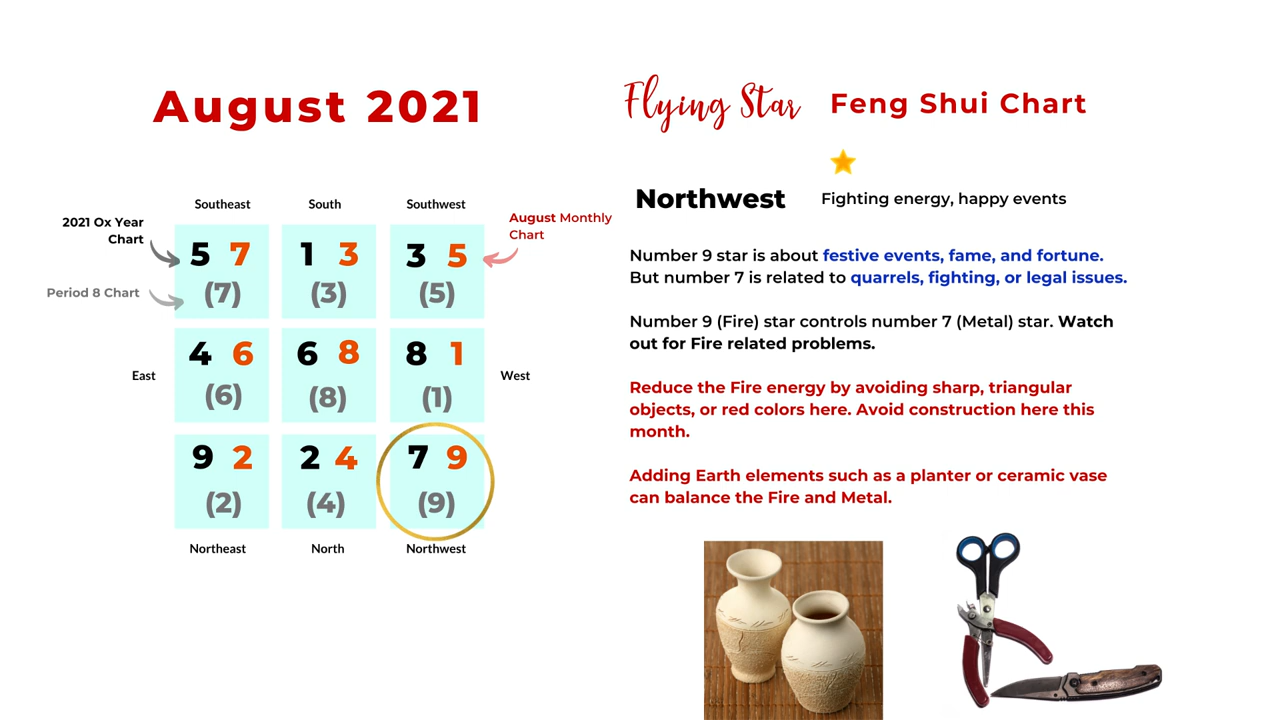 August 2021
Flying Star Feng Shui Chart
Southeast South Southwest
2021 Ox Year
Chart
August Monthly
Chart
Period 8 Chart
5 7 1 3 3 5
(7) (3) (5)
4 6 6 8 8 1
East West
(6) (8) (1)
9 2 2 4 7 9
(2) (4) (9)
Northeast North Northwest
Northwest Fighting energy, happy events
Number 9 star is about festive events, fame, and fortune.
But number 7 is related to quarrels, fighting, or legal issues.
Number 9 (Fire) star controls number 7 (Metal) star. Watch
out for Fire related problems.
Reduce the Fire energy by avoiding sharp, triangular
objects, or red colors here. Avoid construction here this
month.
Adding Earth elements such as a planter or ceramic vase
can balance the Fire and Metal.